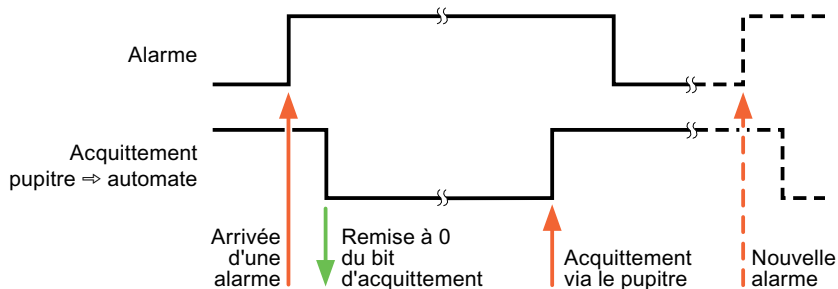 Alarme
Acquittement
pupitre ⇨ automate
Arrivée
d'une
alarme
Remise à 0
du bit
d'acquittement
Acquittement
via le pupitre
Nouvelle
alarme